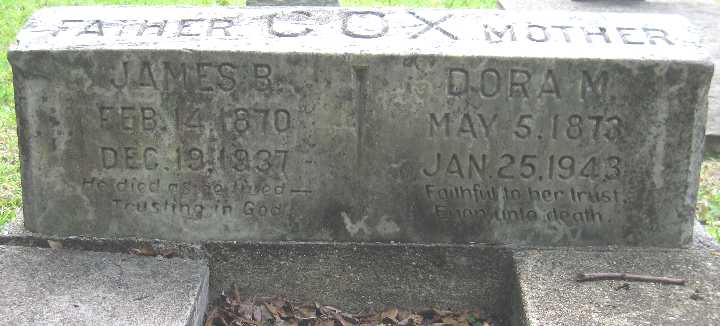 FATHER COX MOTHER
JAMES B.
FEB. 14, 1870
DEC. 19, 1937
He died as he lived—
Trusting in God.
DORA M.
MAY 5, 1873
JAN. 25, 1943
Faithful to her trust,
Even unto death.